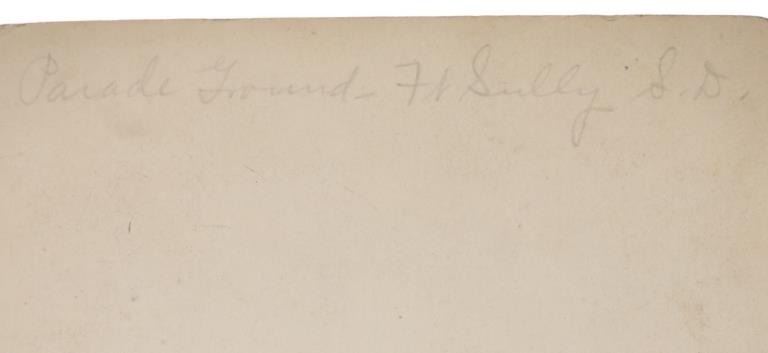 Parade Ground - Ft Sully S. D.